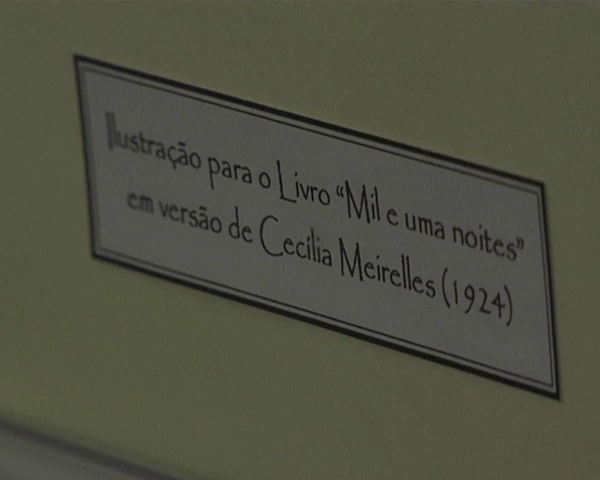 Ilustração para o Livro “Mil e uma noites”
em versão de Cecília Meirelles (1924)